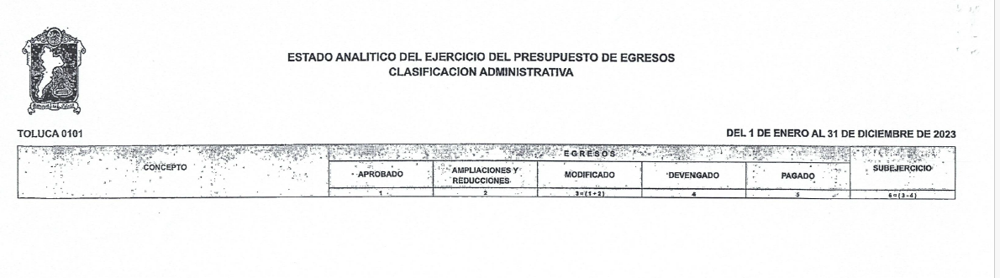 ESTADO ANALITICO DEL EJERCICIO DEL PRESUPUESTO DE EGRESOS
CLASIFICACION ADMINISTRATIVA
TOLUCA 0101
DEL 1 DE ENERO AL 31 DE DICIEMBRE DE 2023
EGRESOS
CONCEPTO
APROBADO
AMPLIACIONES Y
REDUCCIONES
MODIFICADO
DEVENGADO
PAGADO
SUBEJERCICIO
1
2
3=(1+2)
4
5
6=(3-4)